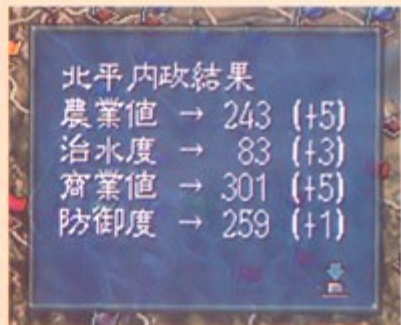 北平内政結果
農業値 → 243 (+5)
治水度 → 83 (+3)
商業値 → 301 (+5)
防御度 → 259 (+1)